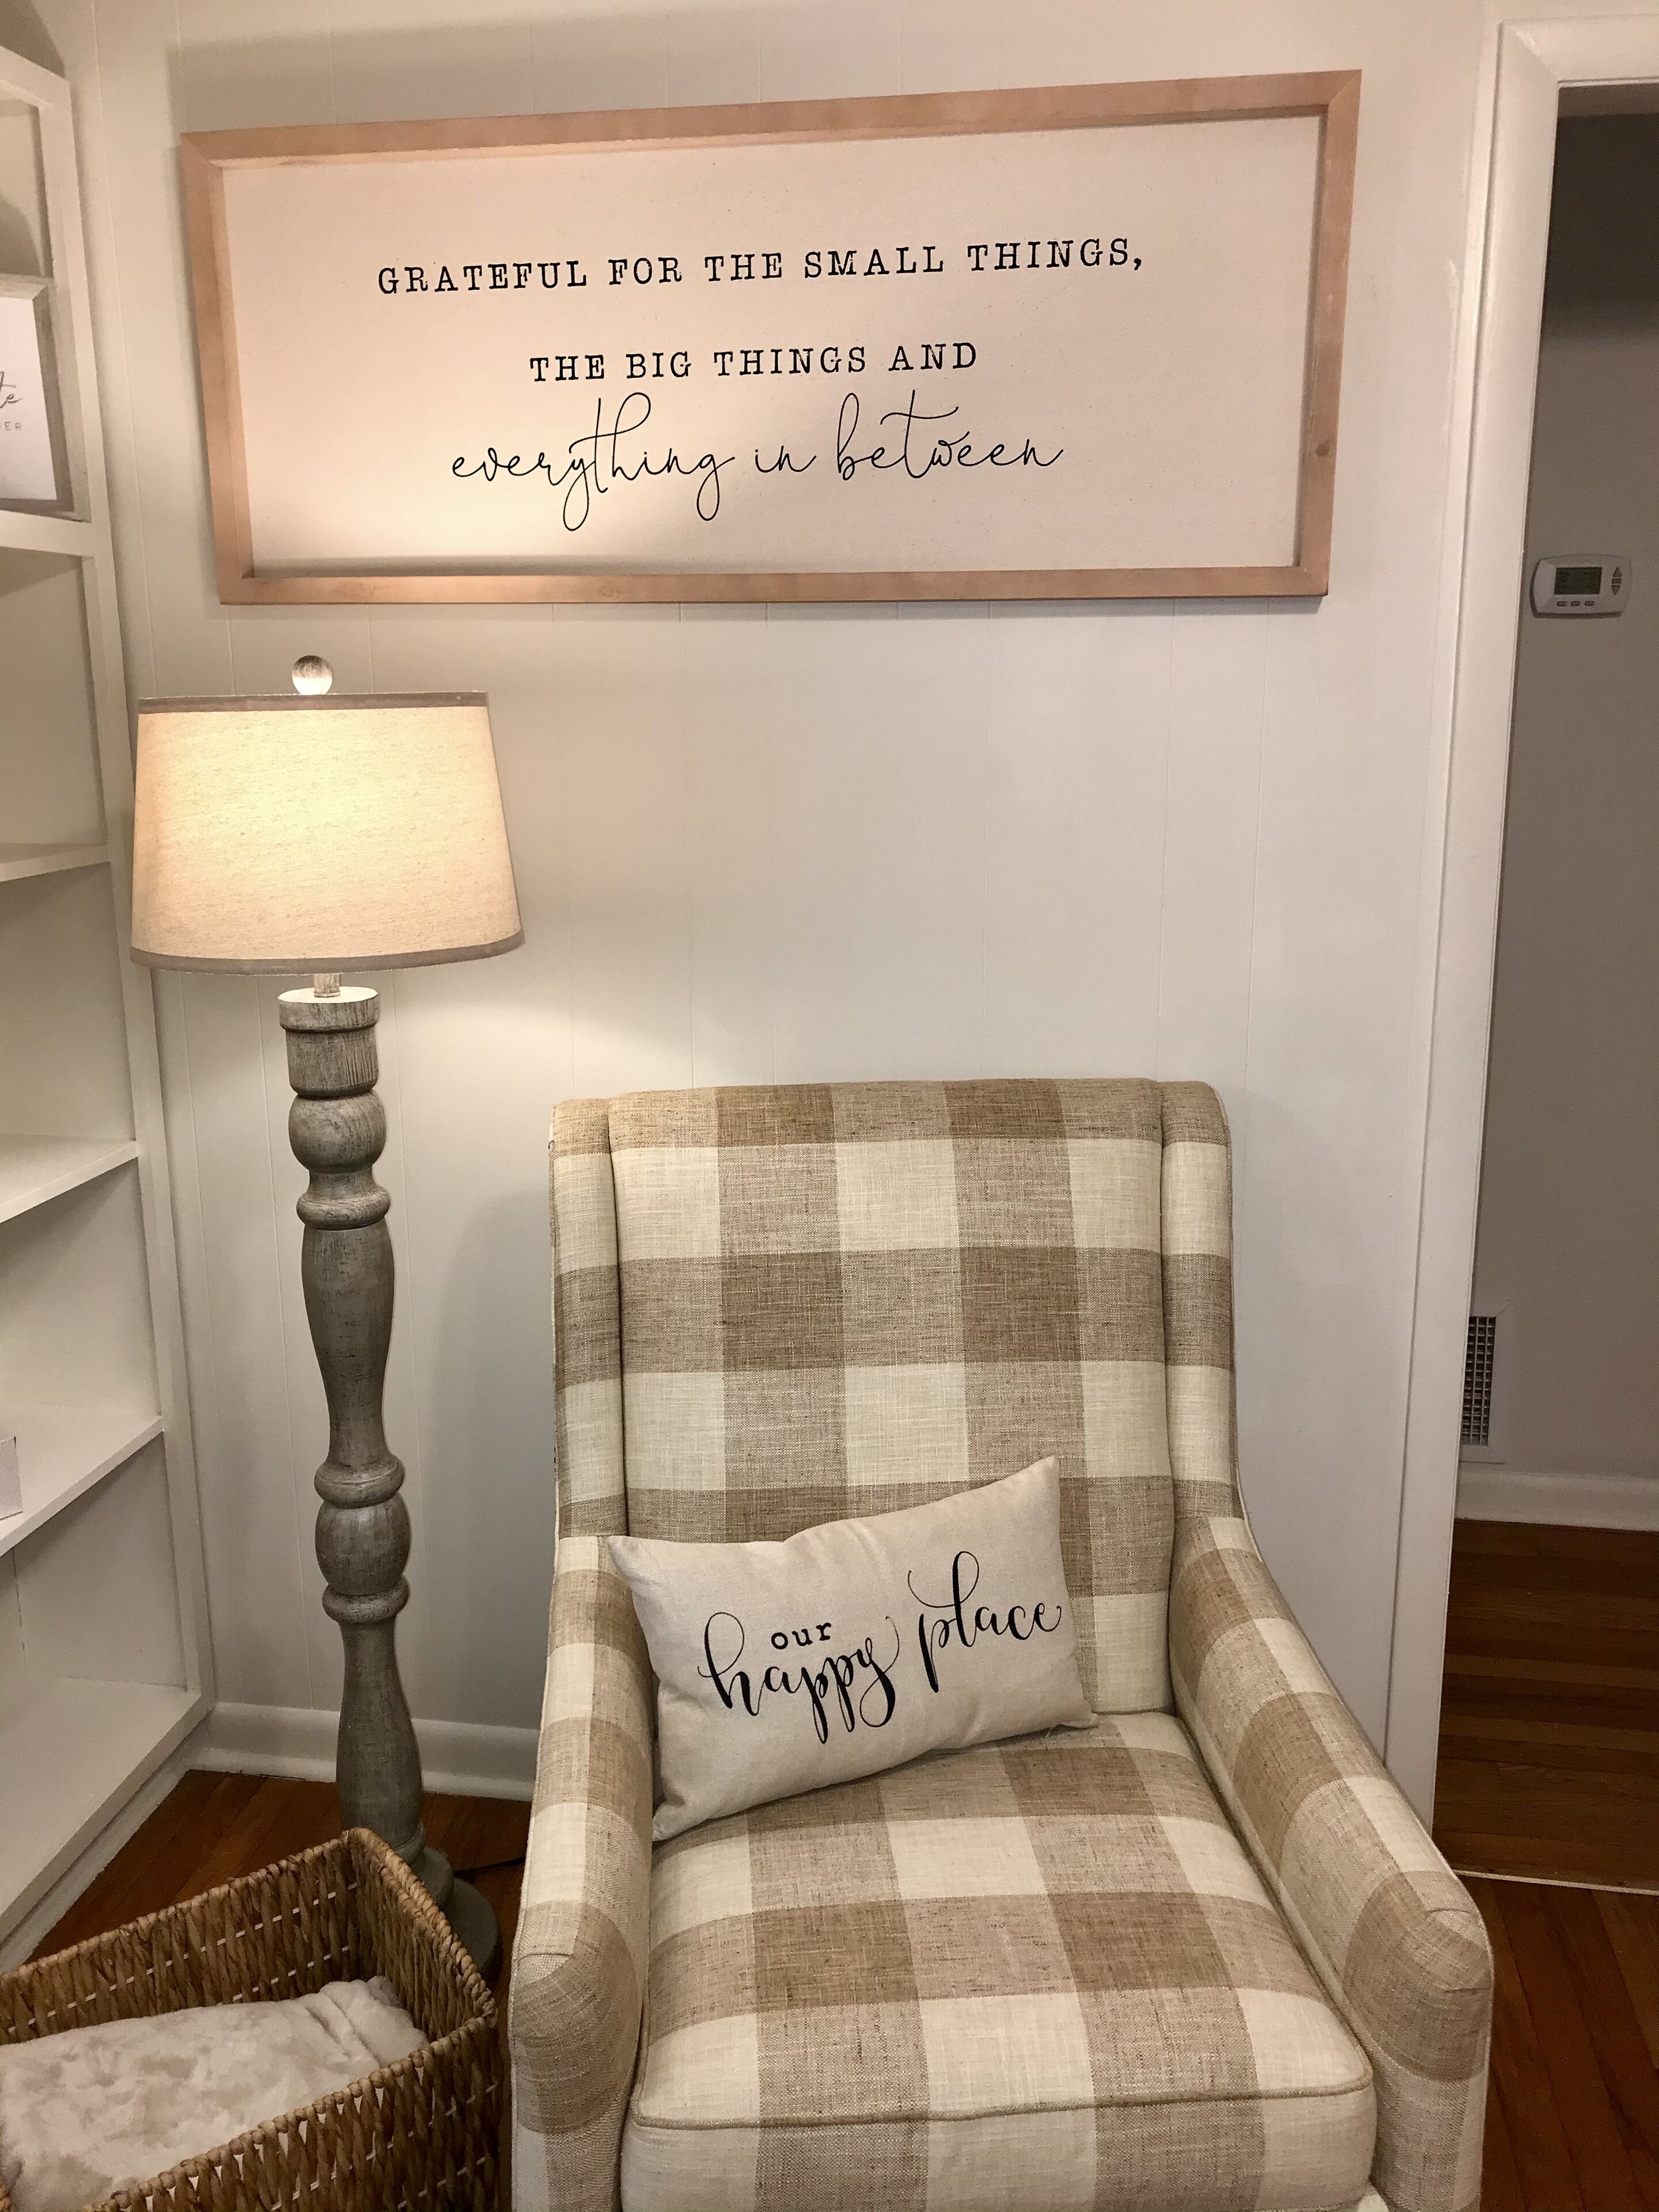 GRATEFUL FOR THE SMALL THINGS,
THE BIG THINGS AND
everything in between
our
happy place